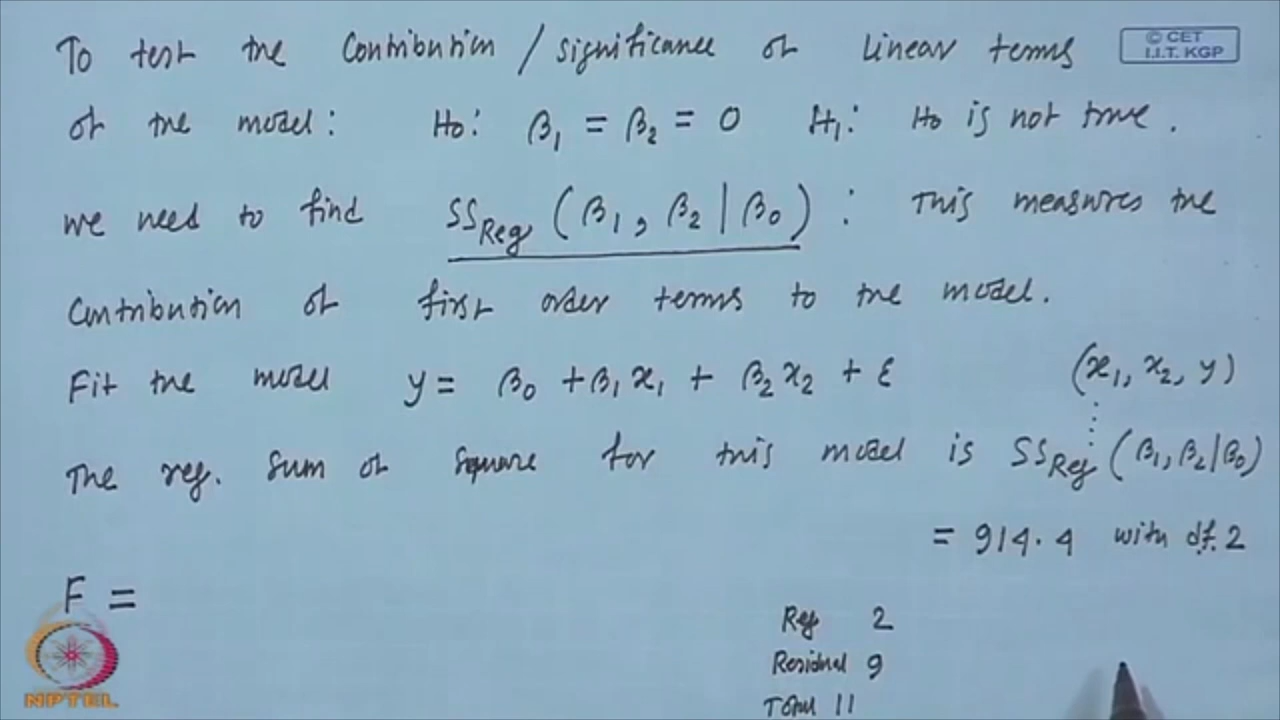 To test the Contribution / significance of linear terms
© CET
I.I.T. KGP
of the model: H0: β1 = β2 = 0 H1: H0 is not true.
we need to find SSReg (β1, β2 | β0) : This measures the
Contribution of first order terms to the model.
Fit the model y = β0 + β1 x1 + β2 x2 + ε (x1, x2, y)
The reg. sum of square for this model is SSReg (β1, β2 | β0)
= 914.4 with df. 2
F =
Reg 2
Residual 9
Total 11
NPTEL